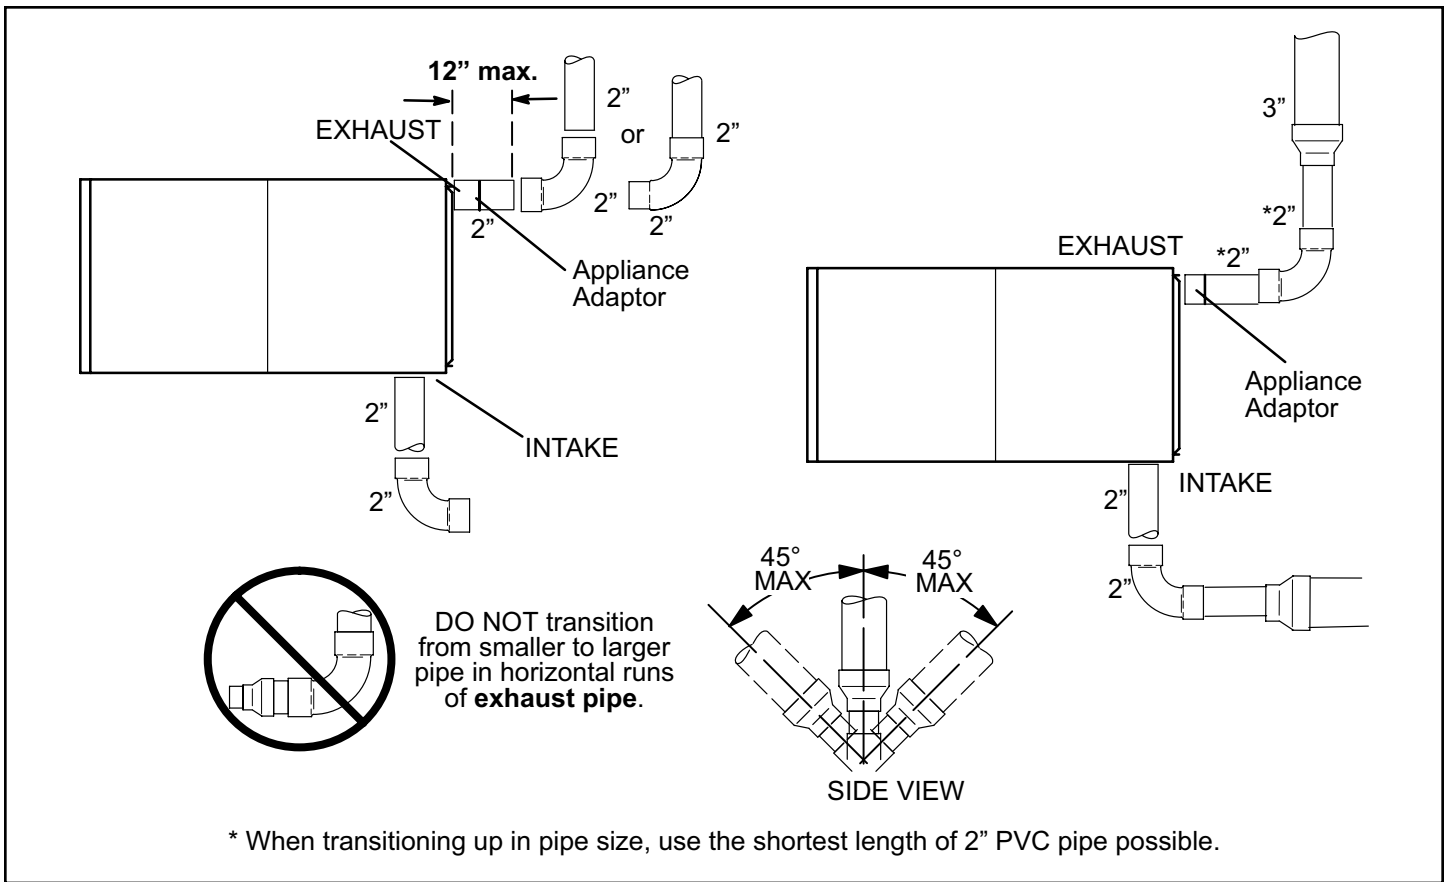 12” max.
EXHAUST
2”
or
2”
2”
2”
2”
Appliance
Adaptor
2”
INTAKE
2”
3”
*2”
EXHAUST
*2”
Appliance
Adaptor
2”
INTAKE
2”
DO NOT transition
from smaller to larger
pipe in horizontal runs
of exhaust pipe.
45°
MAX
45°
MAX
SIDE VIEW
* When transitioning up in pipe size, use the shortest length of 2” PVC pipe possible.